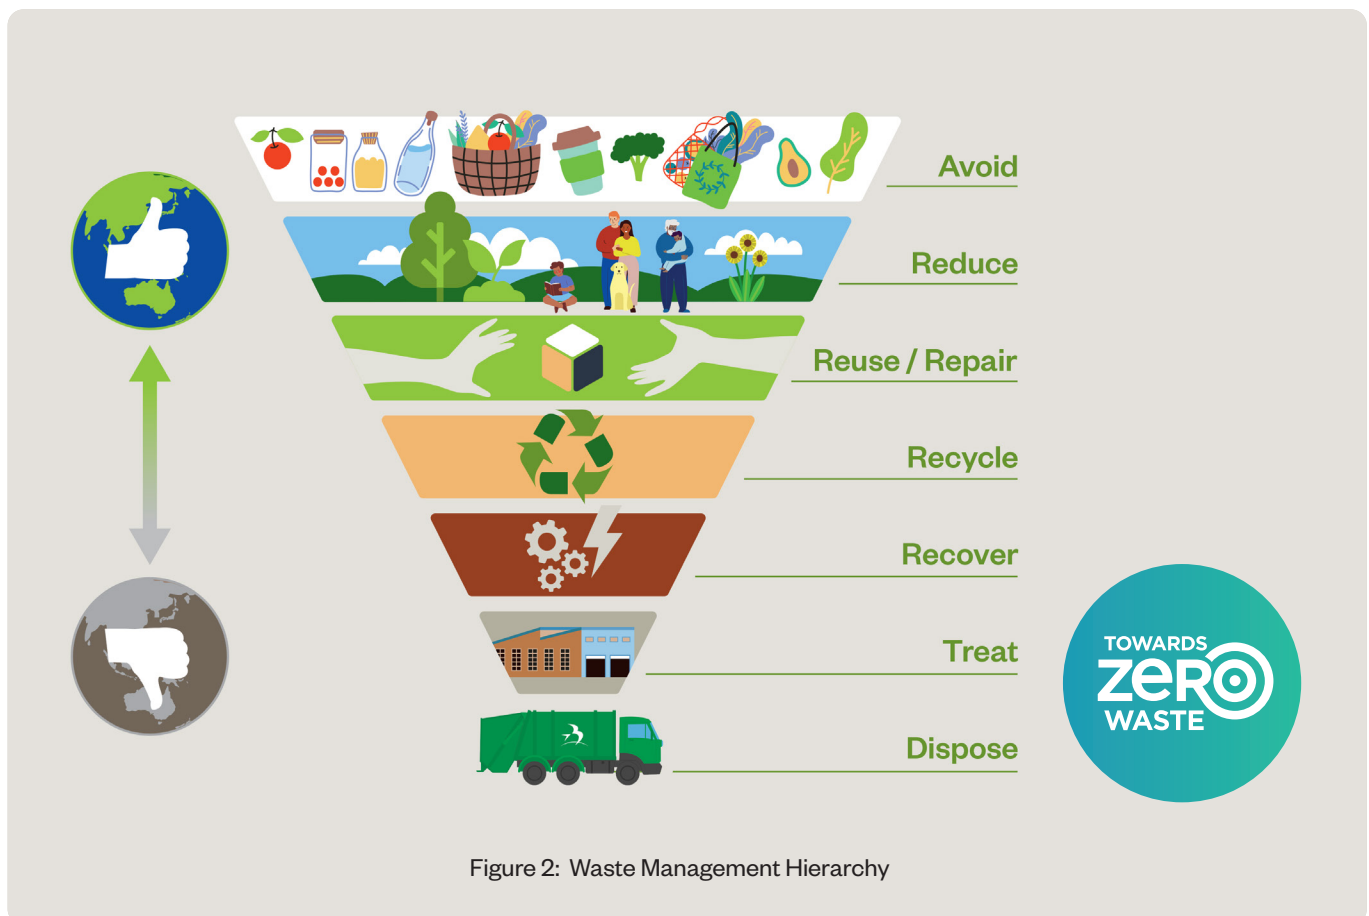 Avoid
Reduce
Reuse / Repair
Recycle
Recover
Treat
Dispose
TOWARDS
ZERO
WASTE
Figure 2: Waste Management Hierarchy